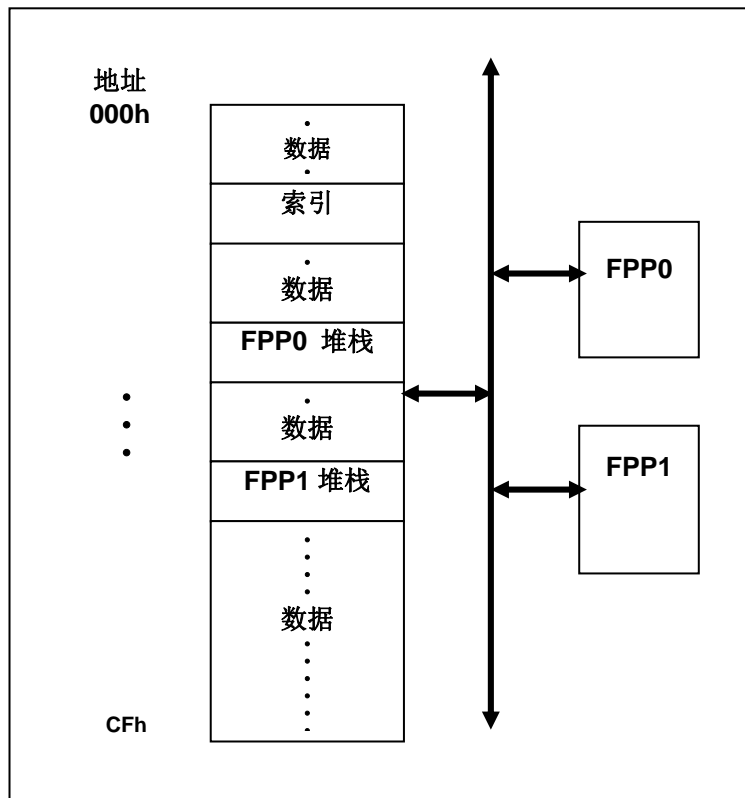 地址
000h
数据
索引
数据
FPP0 堆栈
数据
FPP1 堆栈
数据
CFh
FPP0
FPP1